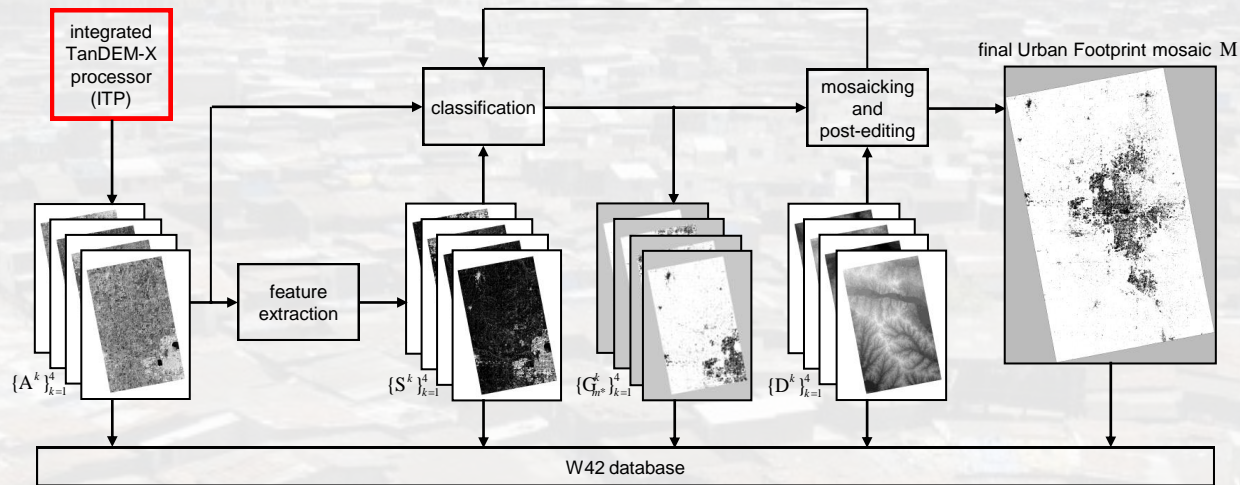 integrated
TanDEM-X
processor
(ITP)
classification
mosaicking
and
post-editing
final Urban Footprint mosaic M
feature
extraction
{A^k}^4_{k=1}
{S^k}^4_{k=1}
{G^k_{m*}}^4_{k=1}
{D^k}^4_{k=1}
W42 database